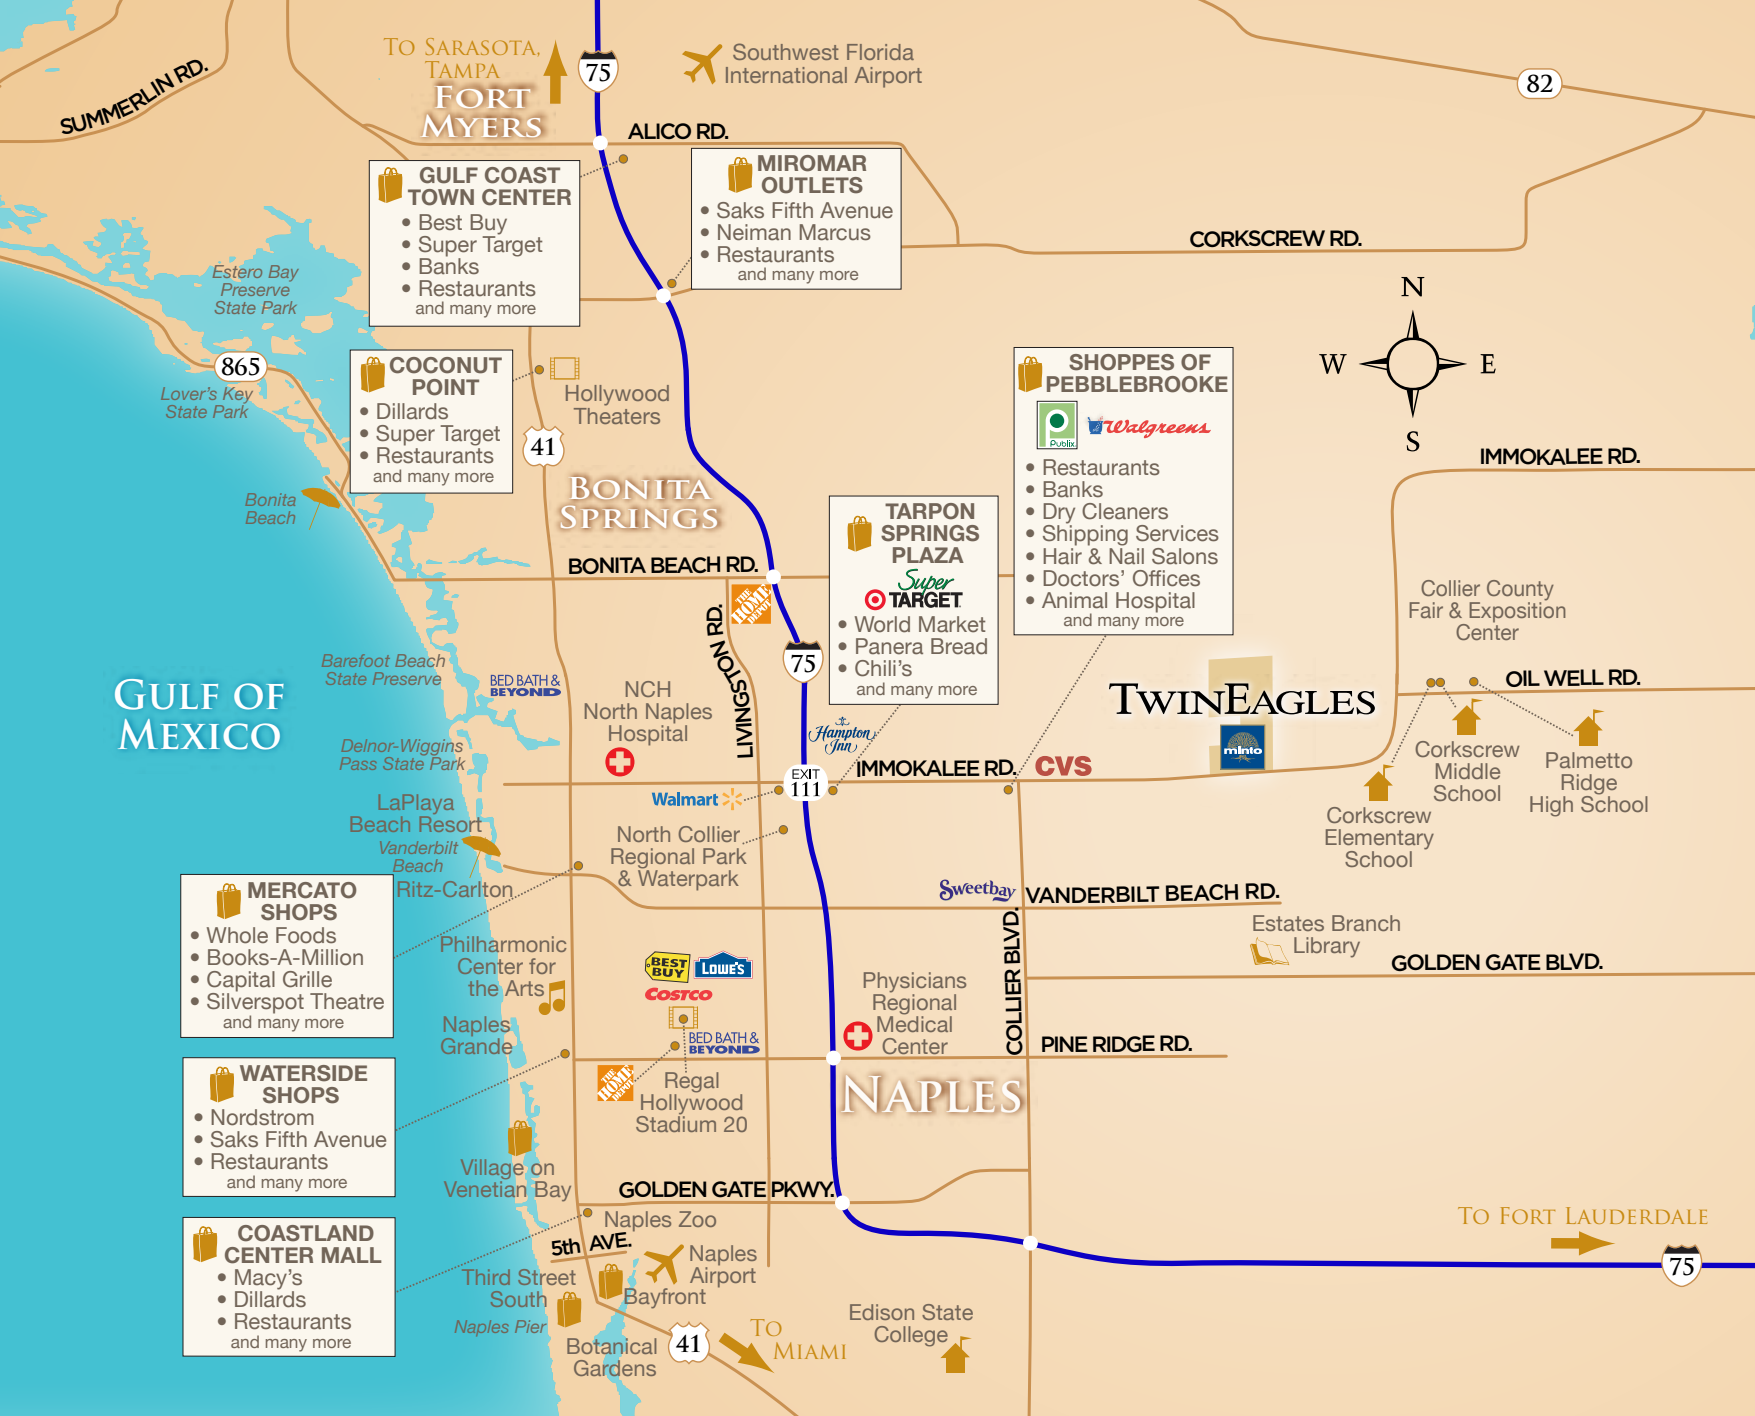 TO SARASOTA,
TAMPA
75
Southwest Florida
International Airport
82
SUMMERLIN RD.
FORT
MYERS
ALICO RD.
GULF COAST
TOWN CENTER
• Best Buy
• Super Target
• Banks
• Restaurants
and many more
MIROMAR
OUTLETS
• Saks Fifth Avenue
• Neiman Marcus
• Restaurants
and many more
CORKSCREW RD.
Estero Bay
Preserve
State Park
N
W
E
S
865
Lover's Key
State Park
COCONUT
POINT
• Dillards
• Super Target
• Restaurants
and many more
Hollywood
Theaters
41
SHOPPES OF
PEBBLEBROOKE
Publix
Walgreens
• Restaurants
• Banks
• Dry Cleaners
• Shipping Services
• Hair & Nail Salons
• Doctors' Offices
• Animal Hospital
and many more
IMMOKALEE RD.
Bonita
Beach
BONITA
SPRINGS
TARPON
SPRINGS
PLAZA
Super
TARGET
• World Market
• Panera Bread
• Chili's
and many more
BONITA BEACH RD.
THE
HOME
DEPOT
LIVINGSTON RD.
75
Collier County
Fair & Exposition
Center
OIL WELL RD.
Barefoot Beach
State Preserve
BED BATH &
BEYOND
GULF OF
MEXICO
NCH
North Naples
Hospital
TWINEAGLES
minto
Hampton
Inn
Delnor-Wiggins
Pass State Park
EXIT
111
IMMOKALEE RD.
CVS
Corkscrew
Middle
School
Palmetto
Ridge
High School
Walmart
LaPlaya
Beach Resort
Corkscrew
Elementary
School
North Collier
Regional Park
& Waterpark
Vanderbilt
Beach
Ritz-Carlton
MERCATO
SHOPS
• Whole Foods
• Books-A-Million
• Capital Grille
• Silverspot Theatre
and many more
Sweetbay
VANDERBILT BEACH RD.
COLLIER BLVD.
Estates Branch
Library
GOLDEN GATE BLVD.
Philharmonic
Center for
the Arts
BEST
BUY
LOWE'S
COSTCO
BED BATH &
BEYOND
Physicians
Regional
Medical
Center
Naples
Grande
PINE RIDGE RD.
WATERSIDE
SHOPS
• Nordstrom
• Saks Fifth Avenue
• Restaurants
and many more
THE
HOME
DEPOT
Regal
Hollywood
Stadium 20
NAPLES
Village on
Venetian Bay
GOLDEN GATE PKWY.
Naples Zoo
COASTLAND
CENTER MALL
• Macy's
• Dillards
• Restaurants
and many more
5th AVE.
Naples
Airport
Third Street
South
Bayfront
Naples Pier
Botanical
Gardens
41
TO
MIAMI
Edison State
College
TO FORT LAUDERDALE
75